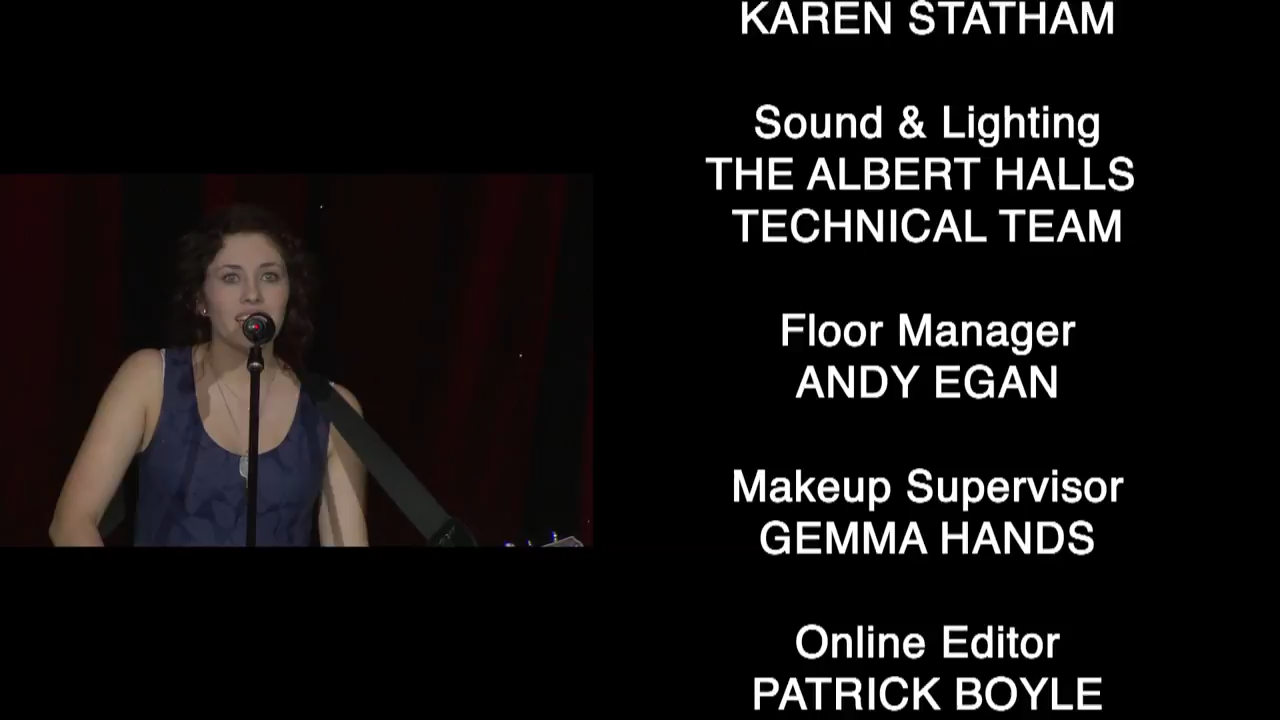 KAREN STATHAM
Sound & Lighting
THE ALBERT HALLS
TECHNICAL TEAM
Floor Manager
ANDY EGAN
Makeup Supervisor
GEMMA HANDS
Online Editor
PATRICK BOYLE